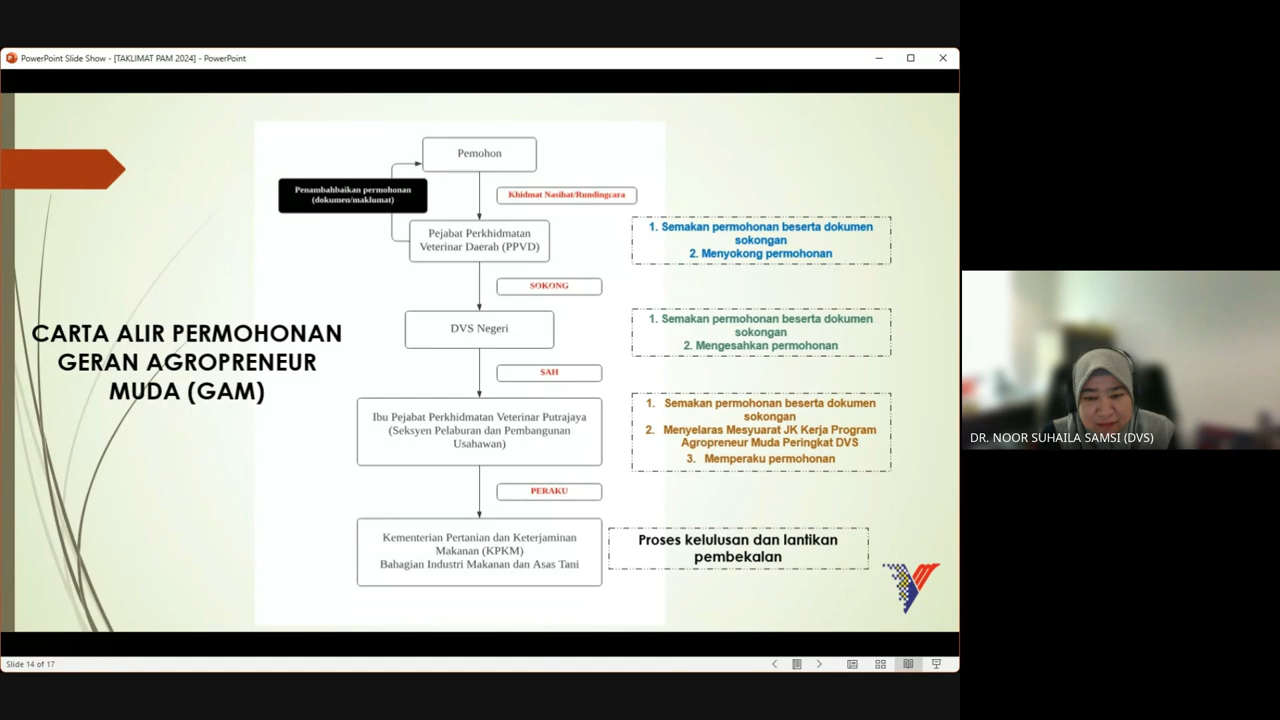 PowerPoint Slide Show - [TAKLIMAT PAM 2024] - PowerPoint
CARTA ALIR PERMOHONAN
GERAN AGROPRENEUR
MUDA (GAM)
Pemohon
Penambahbaikan permohonan
(dokumen/maklumat)
Khidmat Nasihat/Rundingcara
Pejabat Perkhidmatan
Veterinar Daerah (PPVD)
1. Semakan permohonan beserta dokumen
sokongan
2. Menyokong permohonan
SOKONG
DVS Negeri
1. Semakan permohonan beserta dokumen
sokongan
2. Mengesahkan permohonan
SAH
Ibu Pejabat Perkhidmatan Veterinar Putrajaya
(Seksyen Pelaburan dan Pembangunan
Usahawan)
1. Semakan permohonan beserta dokumen
sokongan
2. Menyelaras Mesyuarat JK Kerja Program
Agropreneur Muda Peringkat DVS
3. Memperaku permohonan
PERAKU
Kementerian Pertanian dan Keterjaminan
Makanan (KPKM)
Bahagian Industri Makanan dan Asas Tani
Proses kelulusan dan lantikan
pembekalan
Slide 14 of 17
DR. NOOR SUHAILA SAMSI (DVS)